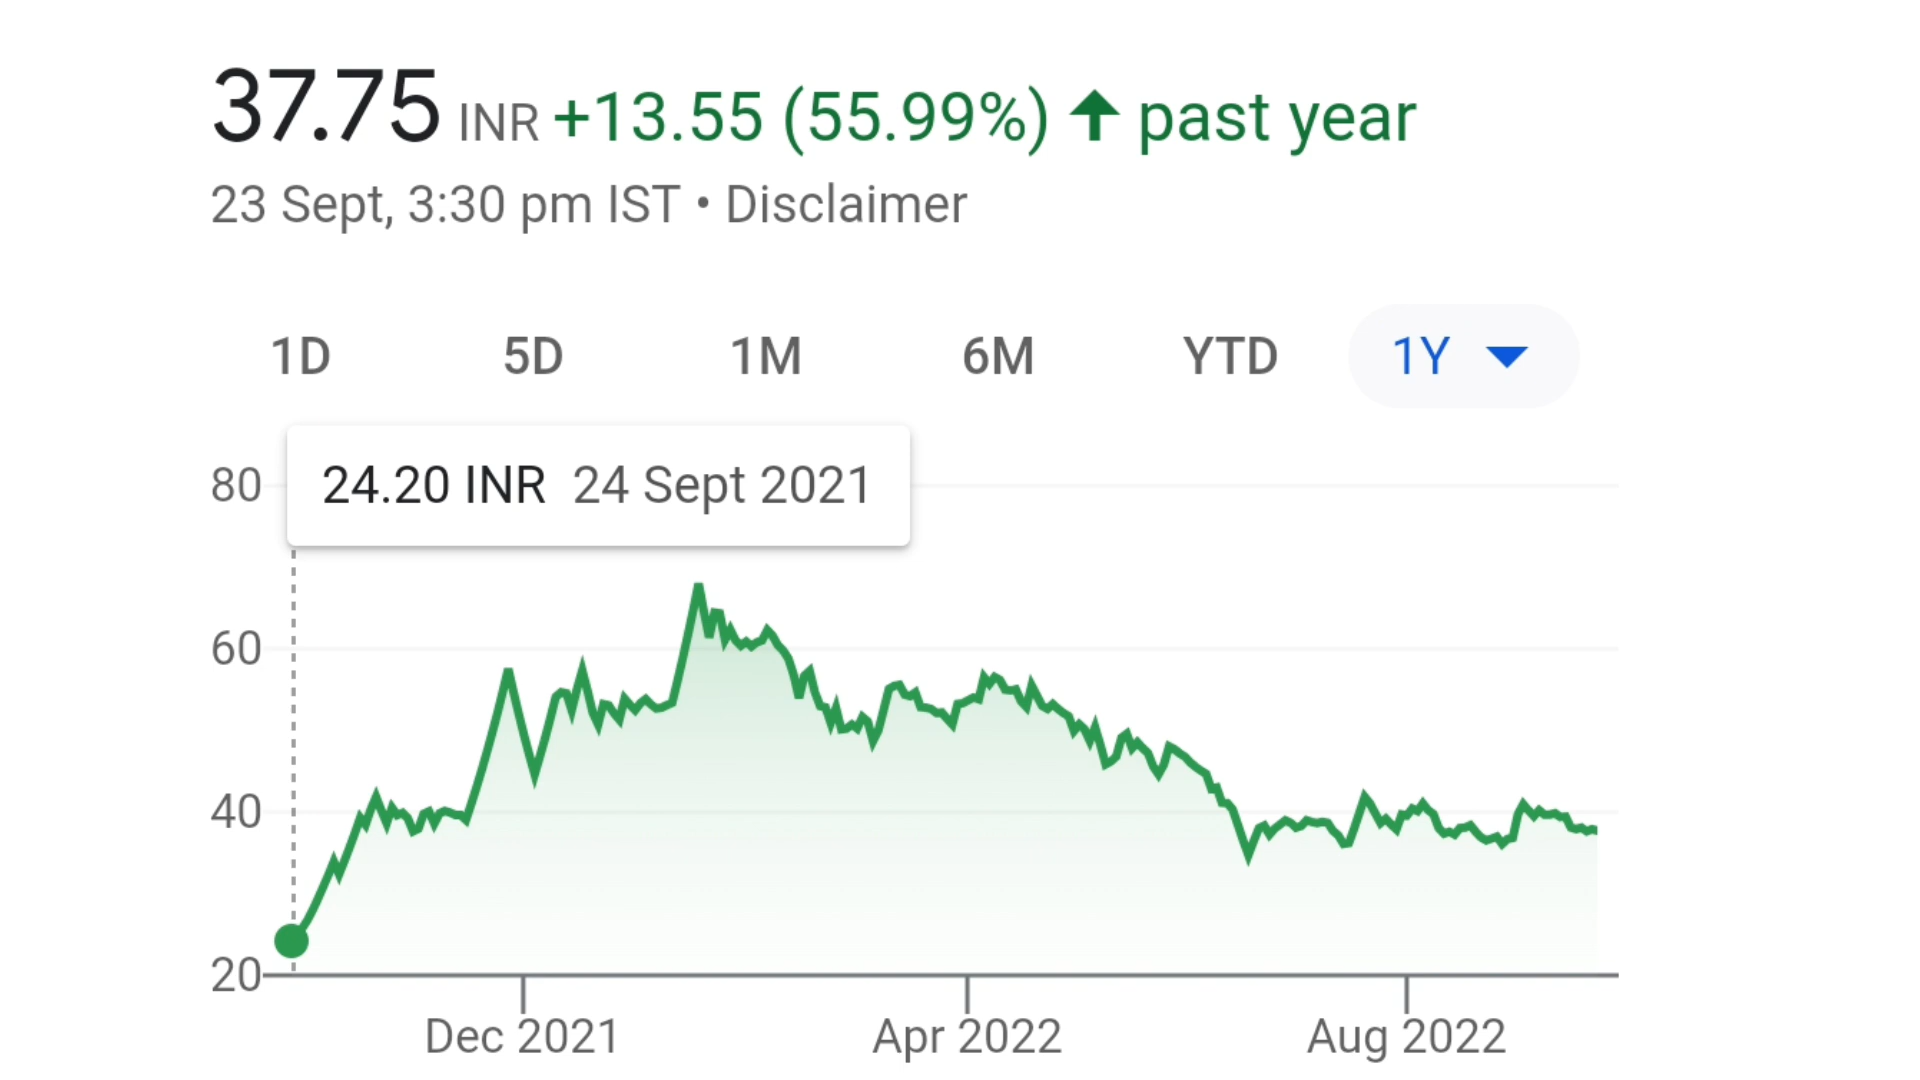 37.75 INR +13.55 (55.99%) ↑ past year
23 Sept, 3:30 pm IST • Disclaimer
1D 5D 1M 6M YTD 1Y
24.20 INR 24 Sept 2021
80
60
40
20
Dec 2021 Apr 2022 Aug 2022